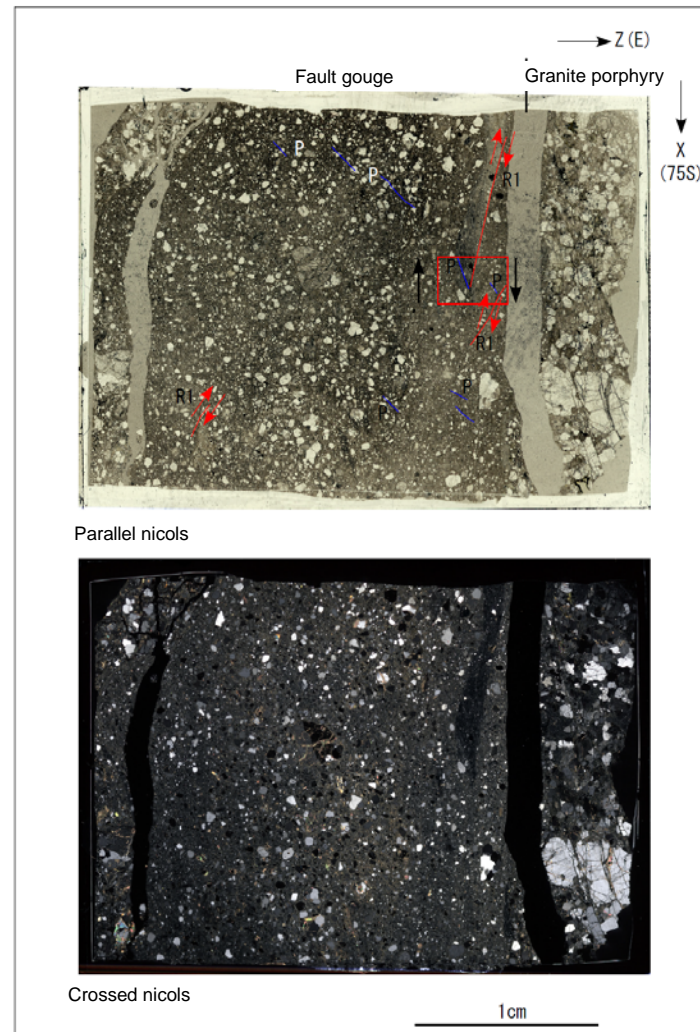 Z(E)
Fault gouge
Granite porphyry
X
(75S)
P
P
R1
P
P
R1
P
R1
P
Parallel nicols
Crossed nicols
1cm